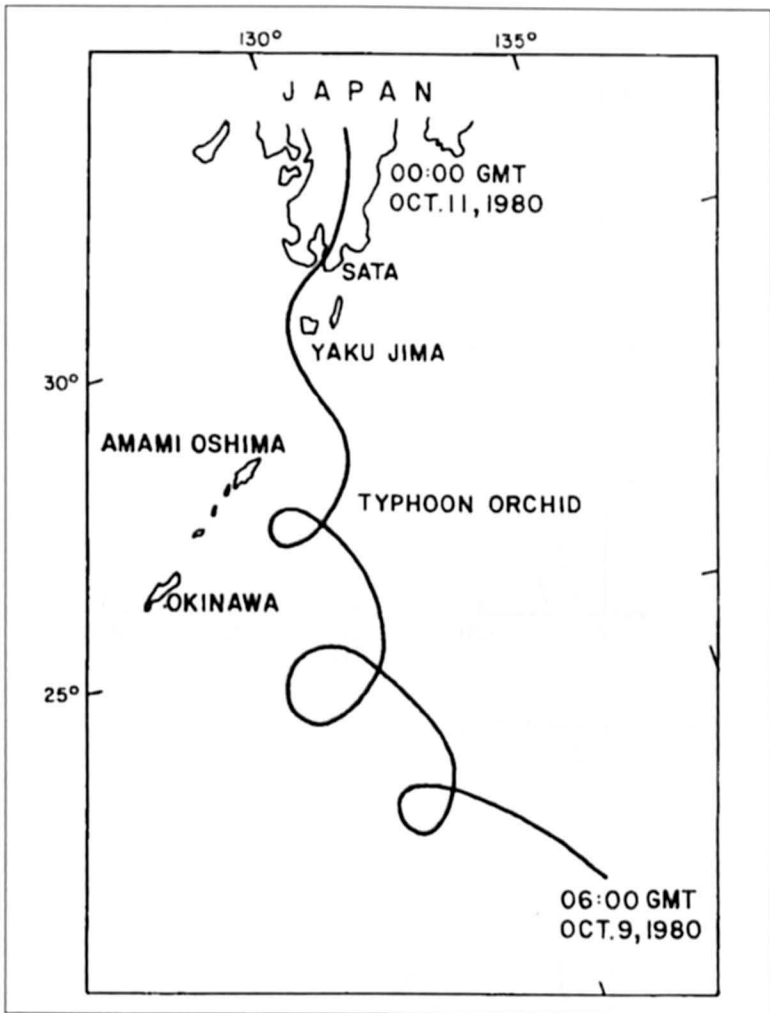 130° 135°
JAPAN
00:00 GMT
OCT. 11, 1980
SATA
YAKU JIMA
30°
AMAMI OSHIMA
TYPHOON ORCHID
OKINAWA
25°
06:00 GMT
OCT. 9, 1980